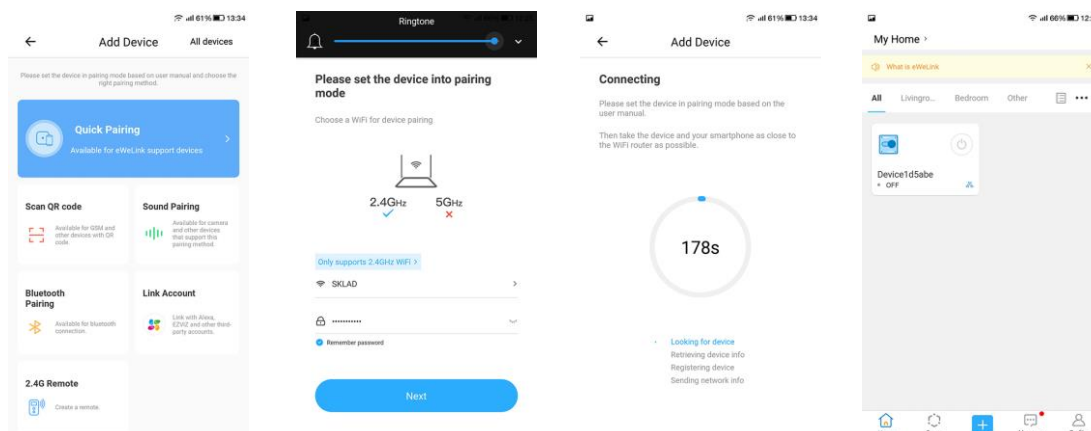 61% 13:34
Add Device
All devices
Please set the device in pairing mode based on user manual and choose the
right pairing method.
Quick Pairing
Available for eWeLink support devices
Scan QR code
Available for GSM and
other devices with QR
code.
Sound Pairing
Available for camera
and other devices
that support this
pairing method.
Bluetooth
Pairing
Available for bluetooth
connection.
Link Account
Link with Alexa,
EZVIZ and other third-
party accounts.
2.4G Remote
Create a remote.
Ringtone
Please set the device into pairing
mode
Choose a WiFi for device pairing
2.4GHz
5GHz
Only supports 2.4GHz WiFi >
SKLAD
Remember password
Next
61% 13:34
Add Device
Connecting
Please set the device in pairing mode based on the
user manual.
Then take the device and your smartphone as close to
the WiFi router as possible.
178s
Looking for device
Retrieving device info
Registering device
Sending network info
66% 12:
My Home >
What is eWeLink
All Livingro... Bedroom Other
Device1d5abe
OFF